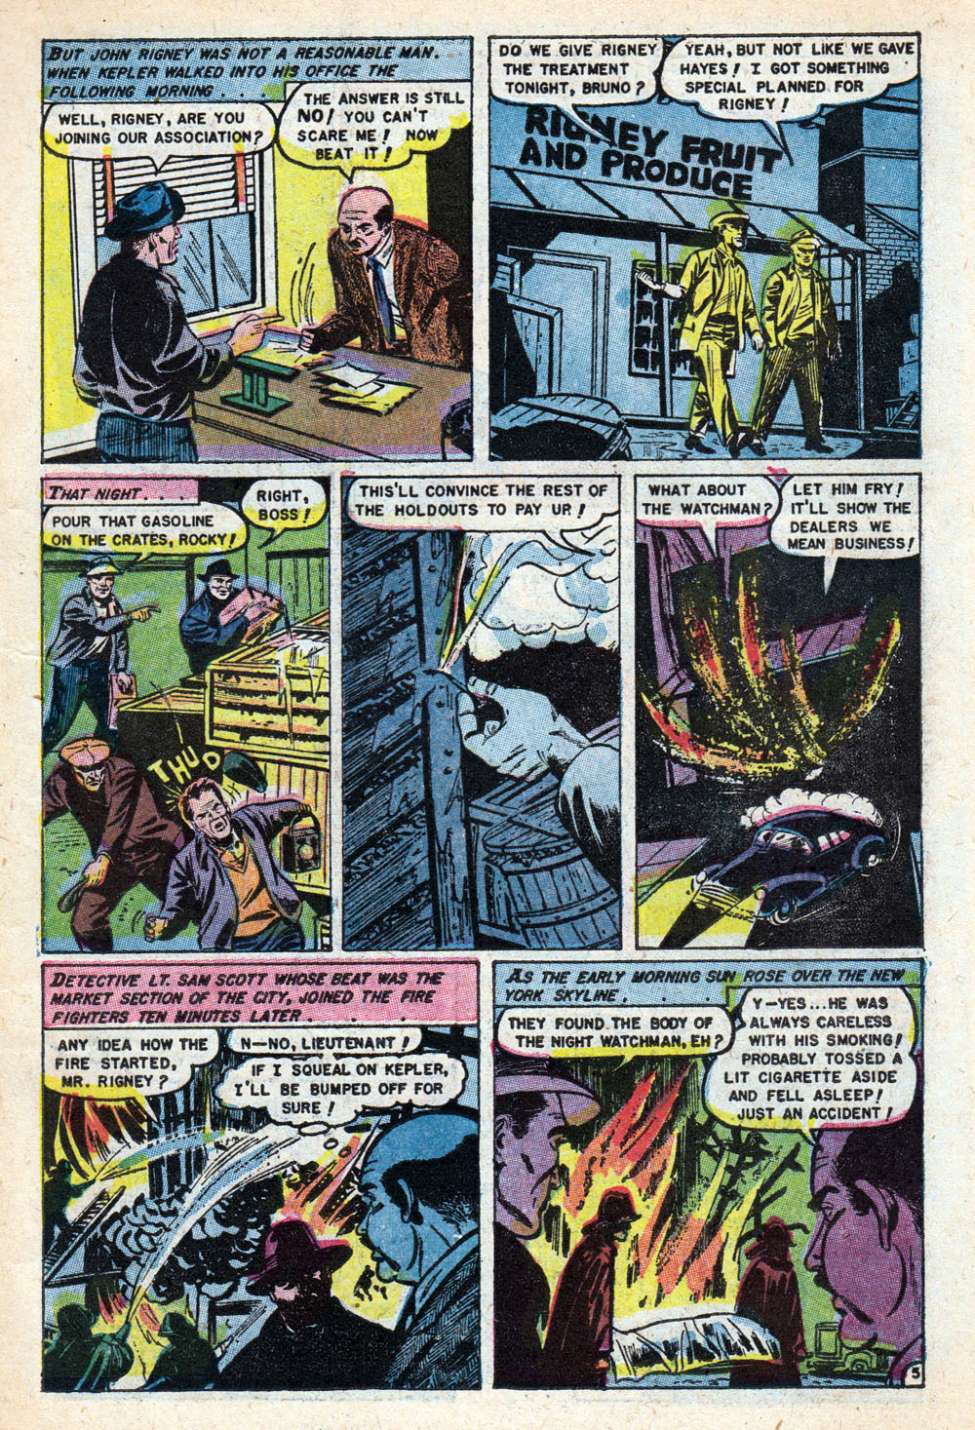 BUT JOHN RIGNEY WAS NOT A REASONABLE MAN.
WHEN KEPLER WALKED INTO HIS OFFICE THE
FOLLOWING MORNING . . . .
WELL, RIGNEY, ARE YOU
JOINING OUR ASSOCIATION?
THE ANSWER IS STILL
NO! YOU CAN'T
SCARE ME! NOW
BEAT IT!
DO WE GIVE RIGNEY
THE TREATMENT
TONIGHT, BRUNO?
YEAH, BUT NOT LIKE WE GAVE
HAYES! I GOT SOMETHING
SPECIAL PLANNED FOR
RIGNEY!
RIGNEY FRUIT
AND PRODUCE
THAT NIGHT . . .
POUR THAT GASOLINE
ON THE CRATES, ROCKY!
RIGHT,
BOSS!
THUD
THIS'LL CONVINCE THE REST OF
THE HOLDOUTS TO PAY UP!
WHAT ABOUT
THE WATCHMAN?
LET HIM FRY!
IT'LL SHOW THE
DEALERS WE
MEAN BUSINESS!
DETECTIVE LT. SAM SCOTT WHOSE BEAT WAS THE
MARKET SECTION OF THE CITY, JOINED THE FIRE
FIGHTERS TEN MINUTES LATER . . . .
ANY IDEA HOW THE
FIRE STARTED,
MR. RIGNEY?
N-NO, LIEUTENANT!
IF I SQUEAL ON KEPLER,
I'LL BE BUMPED OFF FOR
SURE!
AS THE EARLY MORNING SUN ROSE OVER THE NEW
YORK SKYLINE. . . . .
THEY FOUND THE BODY OF
THE NIGHT WATCHMAN, EH?
Y-YES...HE WAS
ALWAYS CARELESS
WITH HIS SMOKING!
PROBABLY TOSSED A
LIT CIGARETTE ASIDE
AND FELL ASLEEP!
JUST AN ACCIDENT!
5